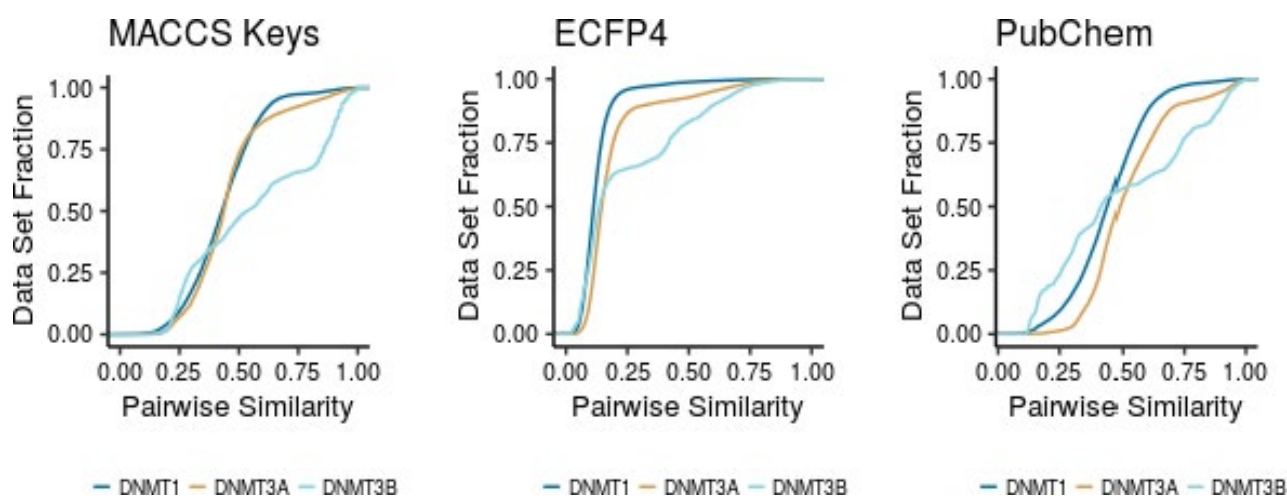 MACCS Keys
1.00
0.75
0.50
0.25
0.00
Data Set Fraction
0.00 0.25 0.50 0.75 1.00
Pairwise Similarity
DNMT1 DNMT3A DNMT3B
ECFP4
1.00
0.75
0.50
0.25
0.00
Data Set Fraction
0.00 0.25 0.50 0.75 1.00
Pairwise Similarity
DNMT1 DNMT3A DNMT3B
PubChem
1.00
0.75
0.50
0.25
0.00
Data Set Fraction
0.00 0.25 0.50 0.75 1.00
Pairwise Similarity
DNMT1 DNMT3A DNMT3B